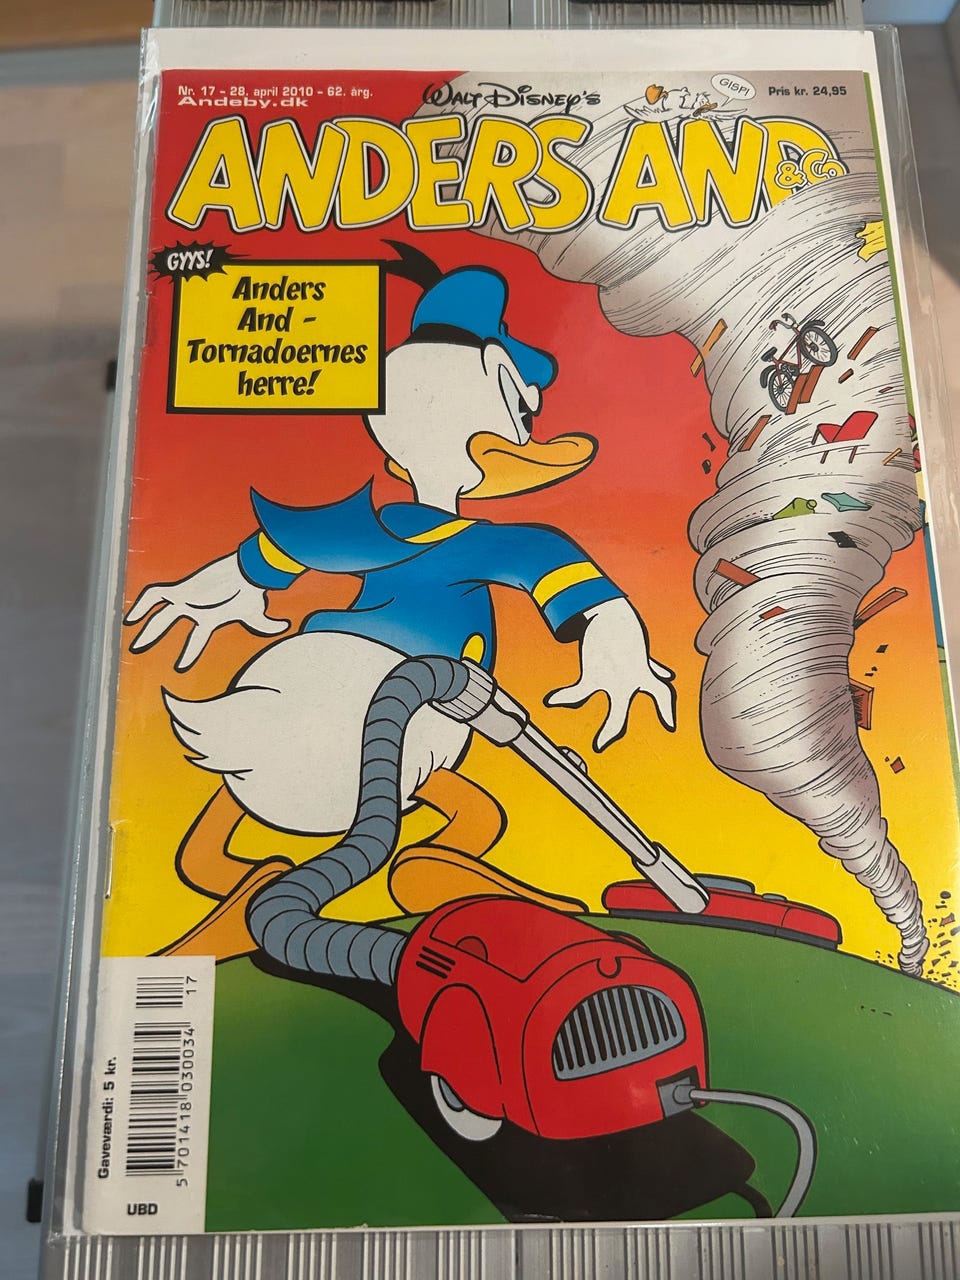 Nr. 17 - 28. april 2010 - 62. årg.
Andeby.dk
WALT DISNEY'S
GISP!
Pris kr. 24,95
ANDERS AND
& Co
GYYS!
Anders
And -
Tornadoernes
herre!
Gaveværdi: 5 kr.
5 701418 030034
17
UBD